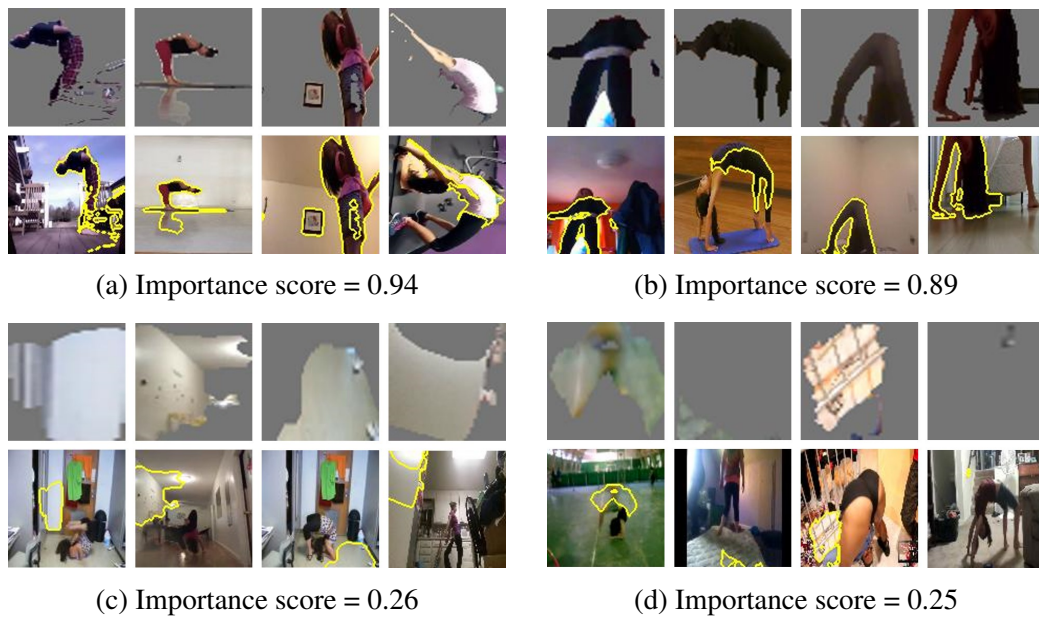 (a) Importance score = 0.94
(b) Importance score = 0.89
(c) Importance score = 0.26
(d) Importance score = 0.25